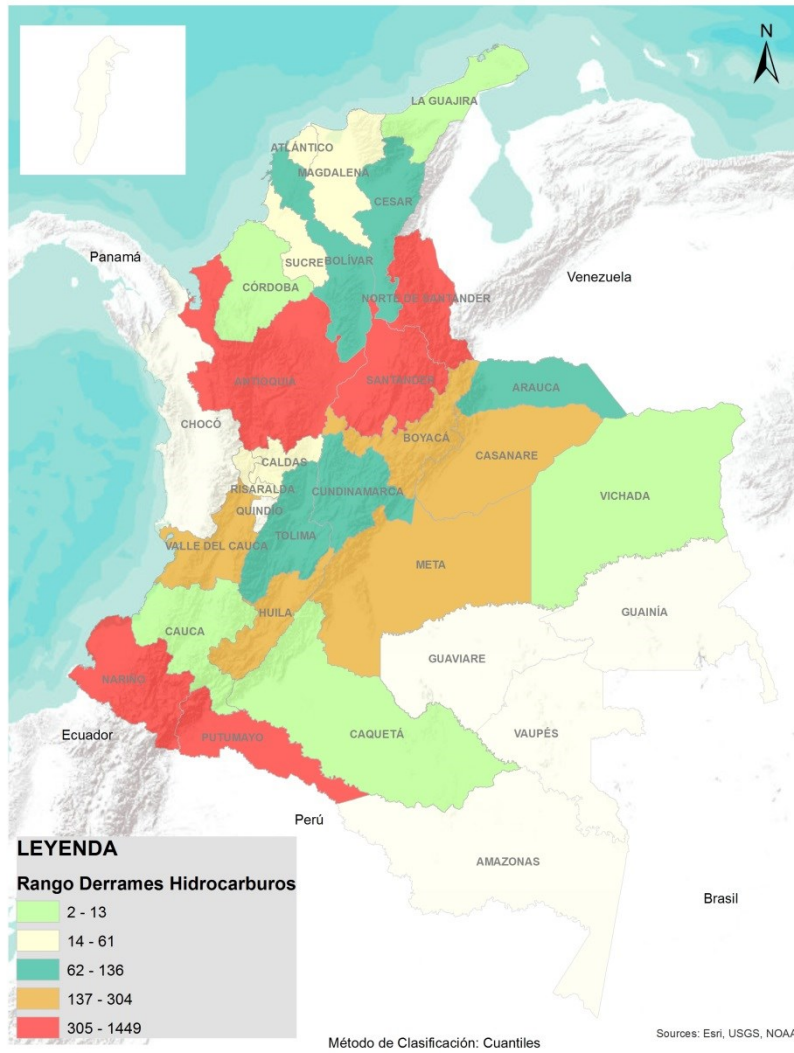 N
LA GUAJIRA
ATLÁNTICO
MAGDALENA
CESAR
Panamá
SUCRE
BOLÍVAR
Venezuela
CÓRDOBA
NORTE DE SANTANDER
ANTIOQUIA
SANTANDER
ARAUCA
CHOCÓ
BOYACÁ
CASANARE
CALDAS
RISARALDA
CUNDINAMARCA
VICHADA
QUINDÍO
TOLIMA
VALLE DEL CAUCA
META
HUILA
GUAINÍA
CAUCA
GUAVIARE
NARIÑO
VAUPÉS
Ecuador
PUTUMAYO
CAQUETÁ
Perú
AMAZONAS
Brasil
LEYENDA
Rango Derrames Hidrocarburos
2 - 13
14 - 61
62 - 136
137 - 304
305 - 1449
Método de Clasificación: Cuantiles
Sources: Esri, USGS, NOAA